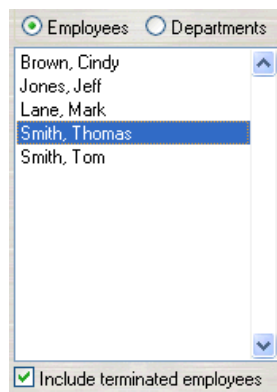 Employees Departments
Brown, Cindy
Jones, Jeff
Lane, Mark
Smith, Thomas
Smith, Tom
Include terminated employees